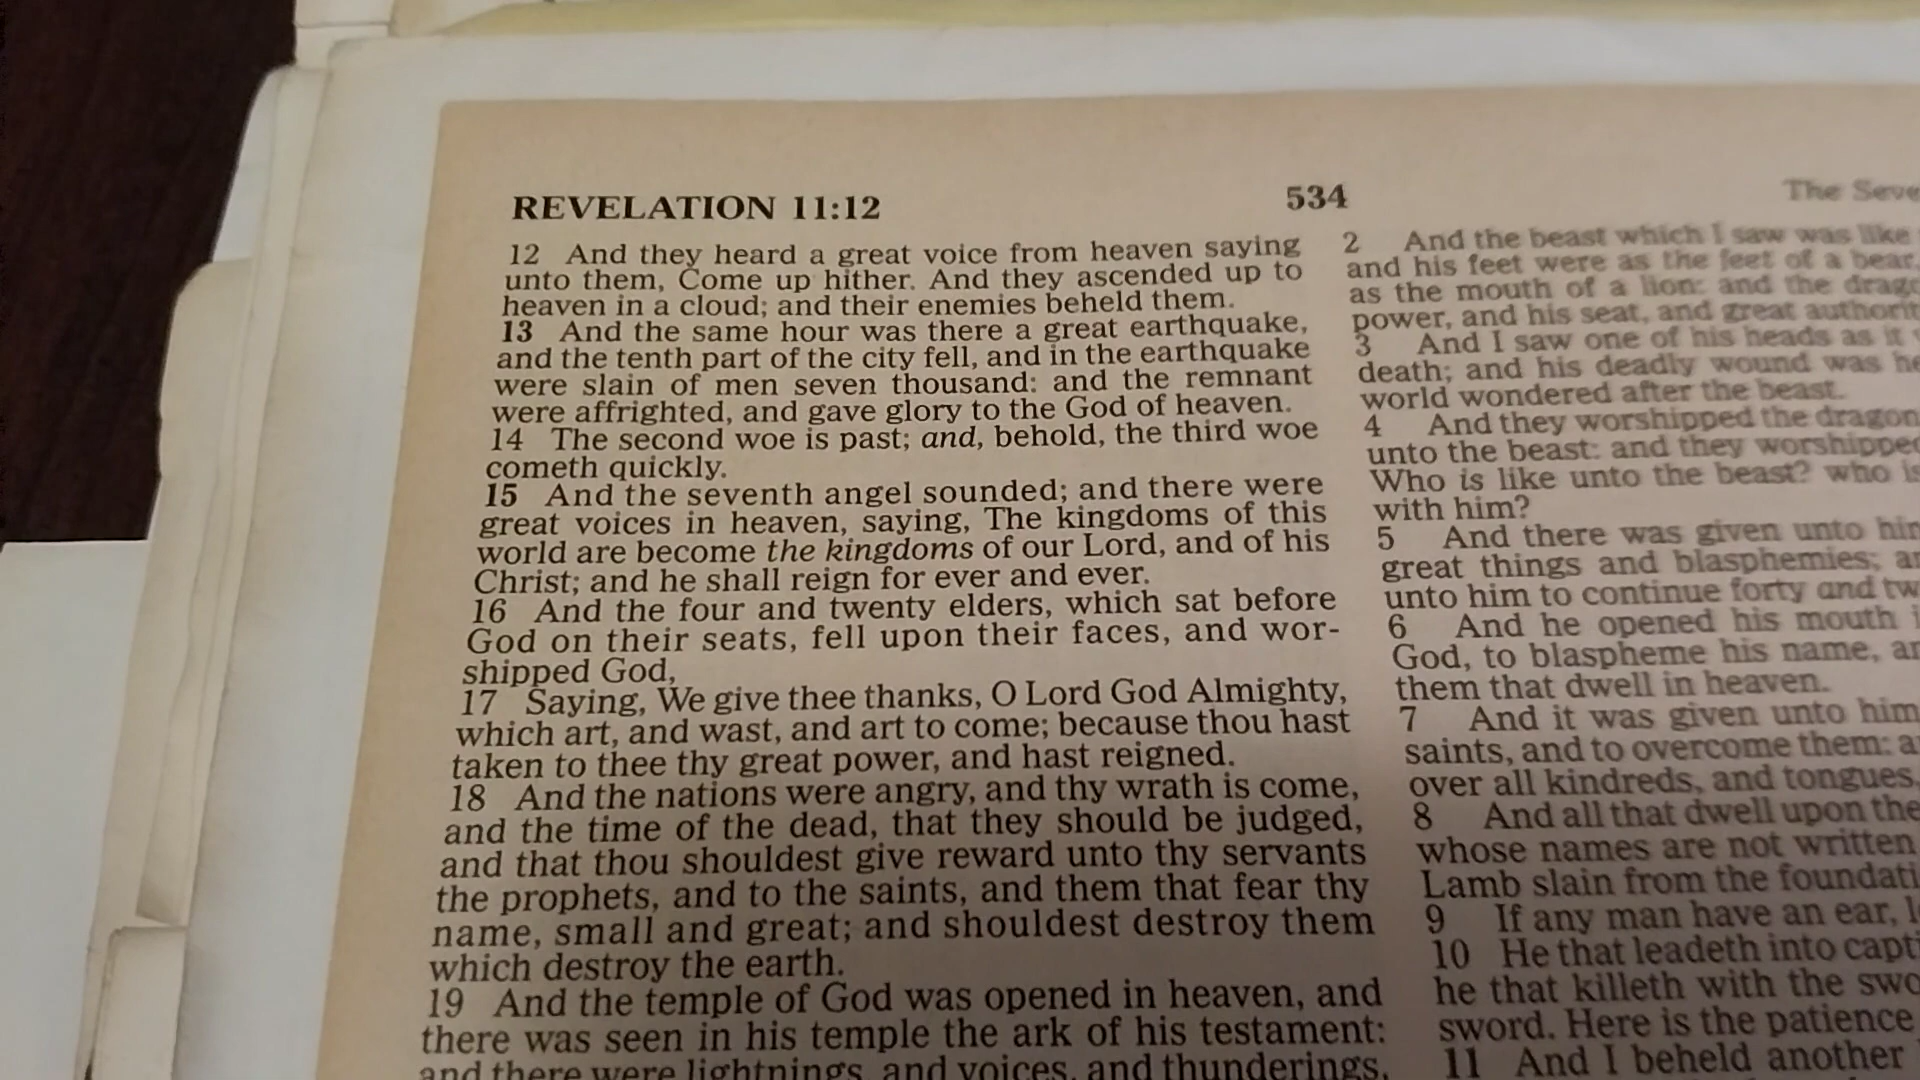 REVELATION 11:12
534
The Seve
12 And they heard a great voice from heaven saying
unto them, Come up hither. And they ascended up to
heaven in a cloud; and their enemies beheld them.
13 And the same hour was there a great earthquake,
and the tenth part of the city fell, and in the earthquake
were slain of men seven thousand: and the remnant
were affrighted, and gave glory to the God of heaven.
14 The second woe is past; and, behold, the third woe
cometh quickly.
15 And the seventh angel sounded; and there were
great voices in heaven, saying, The kingdoms of this
world are become the kingdoms of our Lord, and of his
Christ; and he shall reign for ever and ever.
16 And the four and twenty elders, which sat before
God on their seats, fell upon their faces, and wor-
shipped God,
17 Saying, We give thee thanks, O Lord God Almighty,
which art, and wast, and art to come; because thou hast
taken to thee thy great power, and hast reigned.
18 And the nations were angry, and thy wrath is come,
and the time of the dead, that they should be judged,
and that thou shouldest give reward unto thy servants
the prophets, and to the saints, and them that fear thy
name, small and great; and shouldest destroy them
which destroy the earth.
19 And the temple of God was opened in heaven, and
there was seen in his temple the ark of his testament:
and there were lightnings, and voices, and thunderings,
2 And the beast which I saw was like
and his feet were as the feet of a bear,
as the mouth of a lion: and the drago
power, and his seat, and great authorit
3 And I saw one of his heads as it
death; and his deadly wound was he
world wondered after the beast.
4 And they worshipped the dragon
unto the beast: and they worshipped
Who is like unto the beast? who is
with him?
5 And there was given unto him
great things and blasphemies; an
unto him to continue forty and tw
6 And he opened his mouth i
God, to blaspheme his name, an
them that dwell in heaven.
7 And it was given unto him
saints, and to overcome them: a
over all kindreds, and tongues,
8 And all that dwell upon the
whose names are not written
Lamb slain from the foundati
9 If any man have an ear, l
10 He that leadeth into capti
he that killeth with the swo
sword. Here is the patience
11 And I beheld another